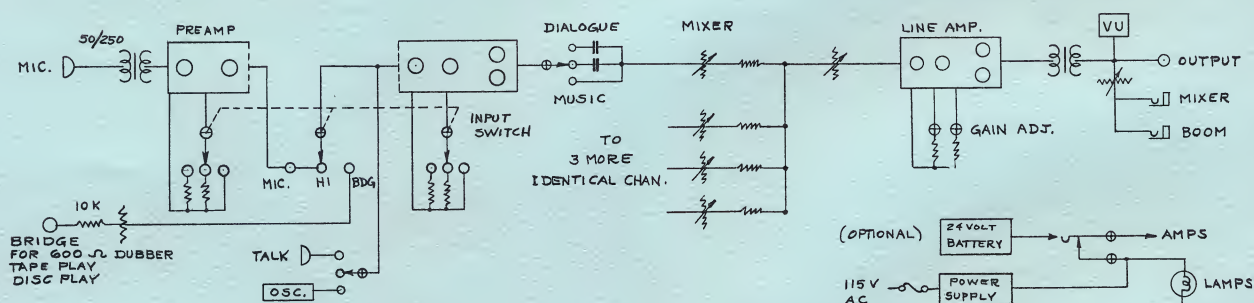 50/250
MIC.
PREAMP
INPUT
SWITCH
MIC.
HI
BDG
10K
BRIDGE
FOR 600 Ω DUBBER
TAPE PLAY
DISC PLAY
TALK
OSC.
DIALOGUE
MUSIC
MIXER
TO
3 MORE
IDENTICAL CHAN.
LINE AMP.
GAIN ADJ.
VU
OUTPUT
MIXER
BOOM
(OPTIONAL)
24 VOLT
BATTERY
AMPS
115 V
AC
POWER
SUPPLY
LAMPS